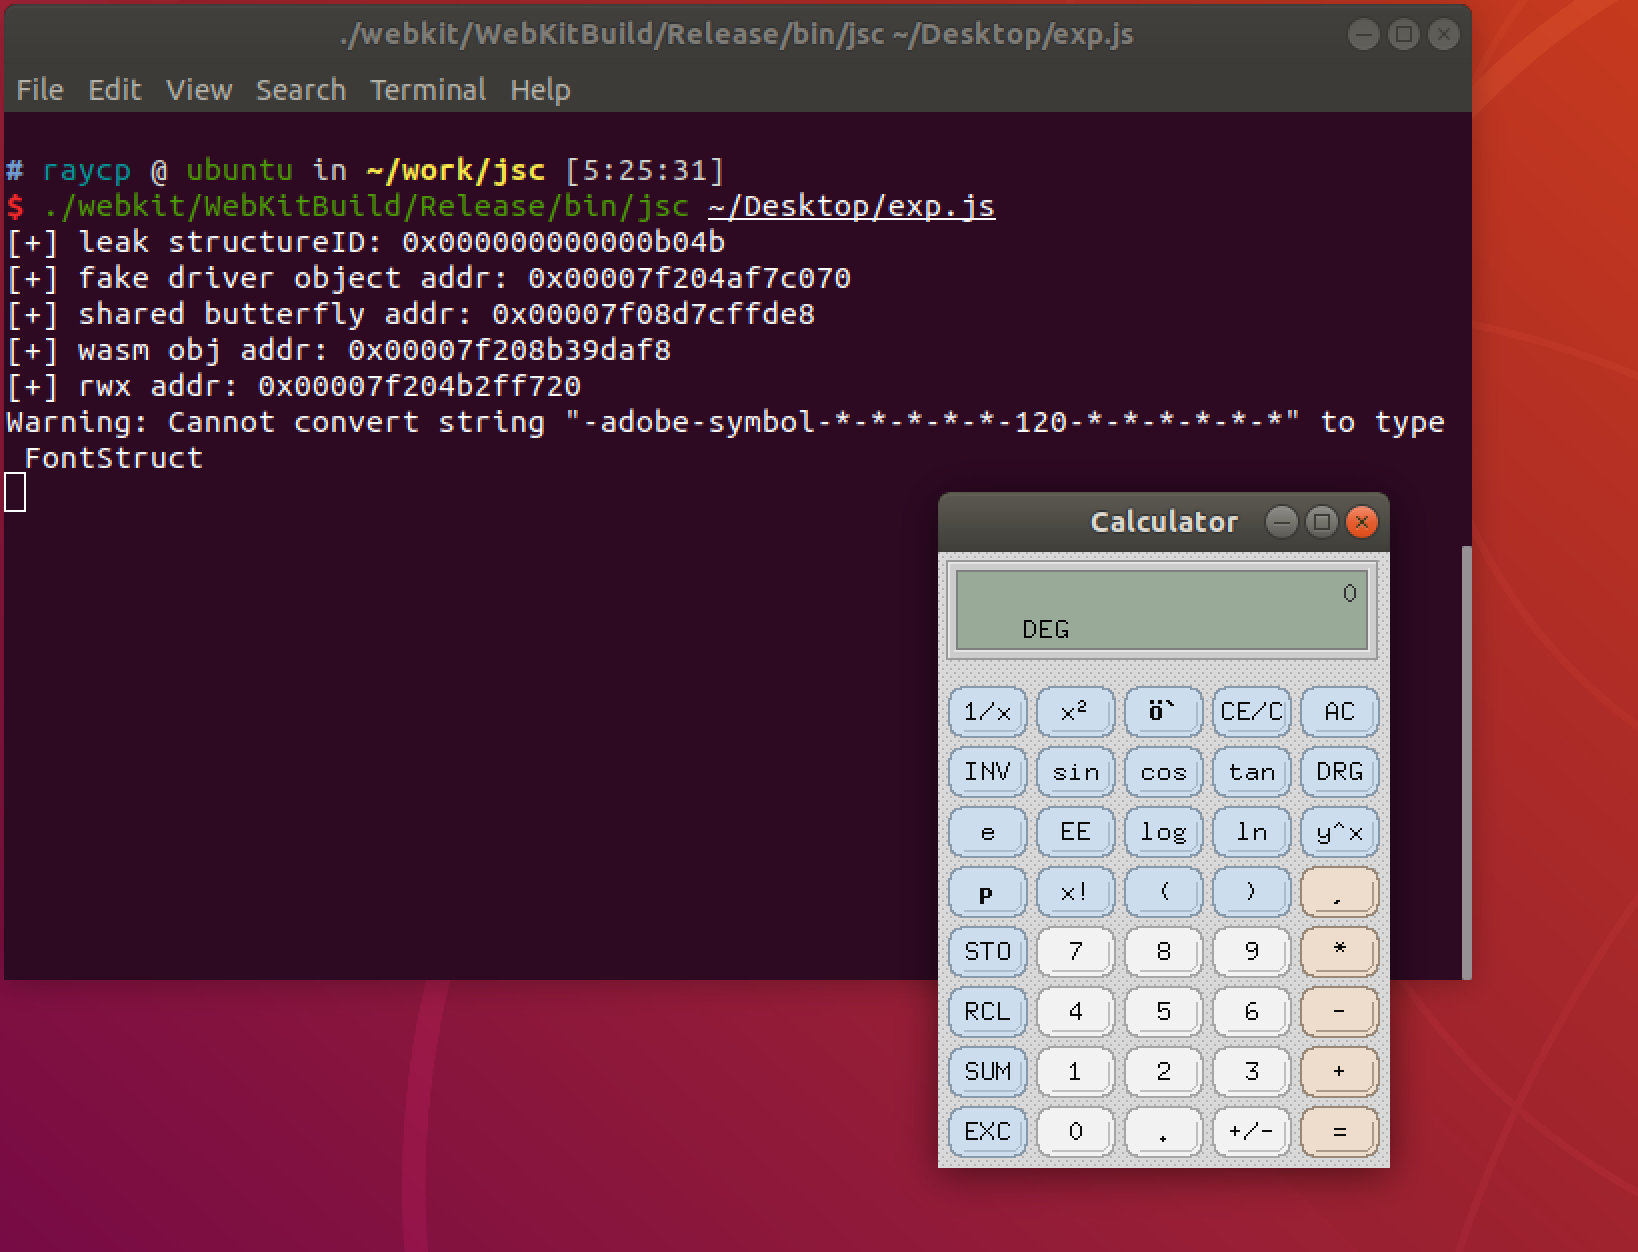 ./webkit/WebKitBuild/Release/bin/jsc ~/Desktop/exp.js
File Edit View Search Terminal Help
# raycp @ ubuntu in ~/work/jsc [5:25:31]
$ ./webkit/WebKitBuild/Release/bin/jsc ~/Desktop/exp.js
[+] leak structureID: 0x000000000000b04b
[+] fake driver object addr: 0x00007f204af7c070
[+] shared butterfly addr: 0x00007f08d7cffde8
[+] wasm obj addr: 0x00007f208b39daf8
[+] rwx addr: 0x00007f204b2ff720
Warning: Cannot convert string "-adobe-symbol-*-*-*-*-*-120-*-*-*-*-*-*" to type
FontStruct
Calculator
0
DEG
1/x x² ö` CE/C AC
INV sin cos tan DRG
e EE log ln y^x
p x! ( ) ,
STO 7 8 9 *
RCL 4 5 6 -
SUM 1 2 3 +
EXC 0 . +/- =